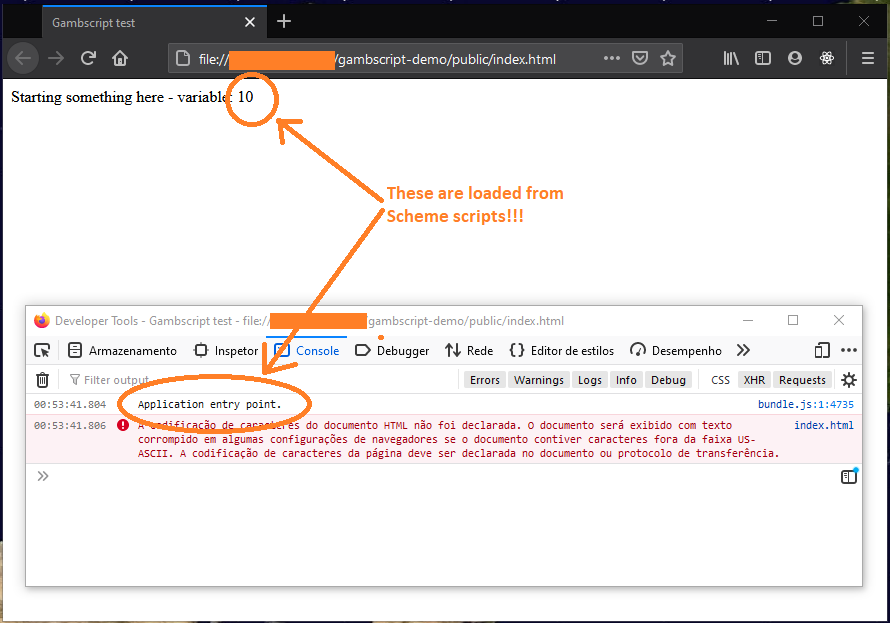 Gambscript test
file:// /gambscript-demo/public/index.html
Starting something here - variable: 10
These are loaded from
Scheme scripts!!!
Developer Tools - Gambscript test - file:// gambscript-demo/public/index.html
Armazenamento Inspetor Console Debugger Rede {} Editor de estilos Desempenho
Filter output Errors Warnings Logs Info Debug CSS XHR Requests
00:53:41.804 Application entry point. bundle.js:1:4735
00:53:41.806 A codificação de caracteres do documento HTML não foi declarada. O documento será exibido com texto index.html
corrompido em algumas configurações de navegadores se o documento contiver caracteres fora da faixa US-
ASCII. A codificação de caracteres da página deve ser declarada no documento ou protocolo de transferência.